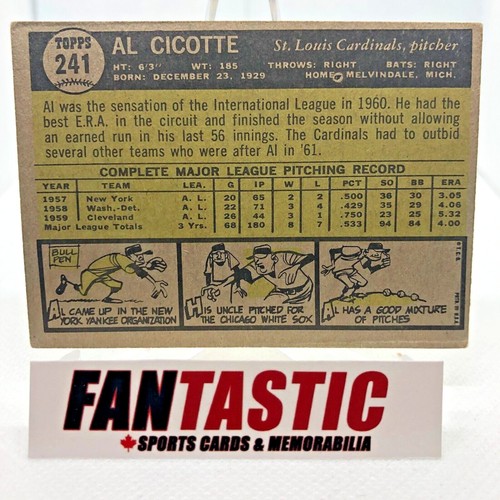 TOPPS
241
AL CICOTTE
St. Louis Cardinals, pitcher
HT: 6'3" WT: 185 THROWS: RIGHT BATS: RIGHT
BORN: DECEMBER 23, 1929 HOME: MELVINDALE, MICH.
Al was the sensation of the International League in 1960. He had the
best E.R.A. in the circuit and finished the season without allowing
an earned run in his last 56 innings. The Cardinals had to outbid
several other teams who were after Al in '61.
COMPLETE MAJOR LEAGUE PITCHING RECORD
YEAR TEAM LEA. G IP W L PCT SO BB ERA
1957 New York A. L. 20 65 2 2 .500 36 30 3.05
1958 Wash.-Det. A. L. 22 71 3 4 .429 35 29 4.06
1959 Cleveland A. L. 26 44 3 1 .750 23 25 5.32
Major League Totals 3 Yrs. 68 180 8 7 .533 94 84 4.00
BULL
PEN
AL CAME UP IN THE NEW
YORK YANKEE ORGANIZATION
HIS UNCLE PITCHED FOR
THE CHICAGO WHITE SOX
AL HAS A GOOD MIXTURE
OF PITCHES
© T.C.G. PRTD. IN U.S.A.
FANTASTIC
SPORTS CARDS & MEMORABILIA